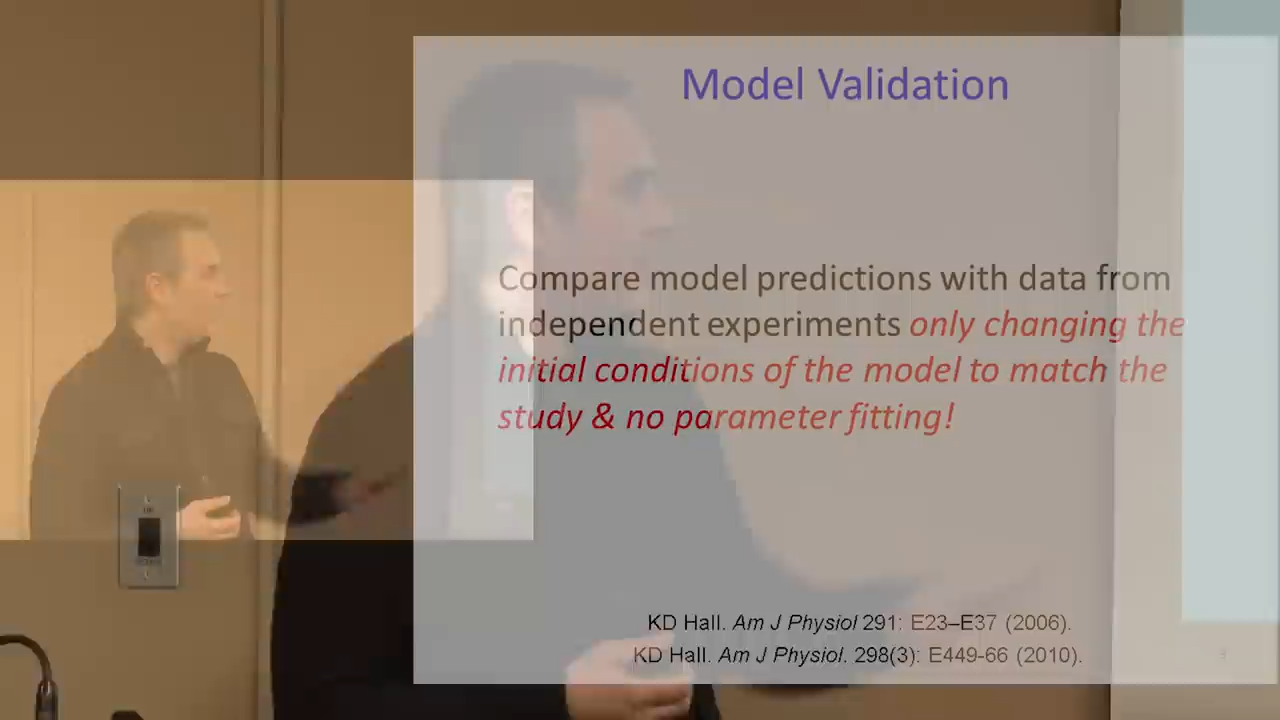 Model Validation
Compare model predictions with data from
independent experiments only changing the
initial conditions of the model to match the
study & no parameter fitting!
KD Hall. Am J Physiol 291: E23–E37 (2006).
KD Hall. Am J Physiol. 298(3): E449-66 (2010).